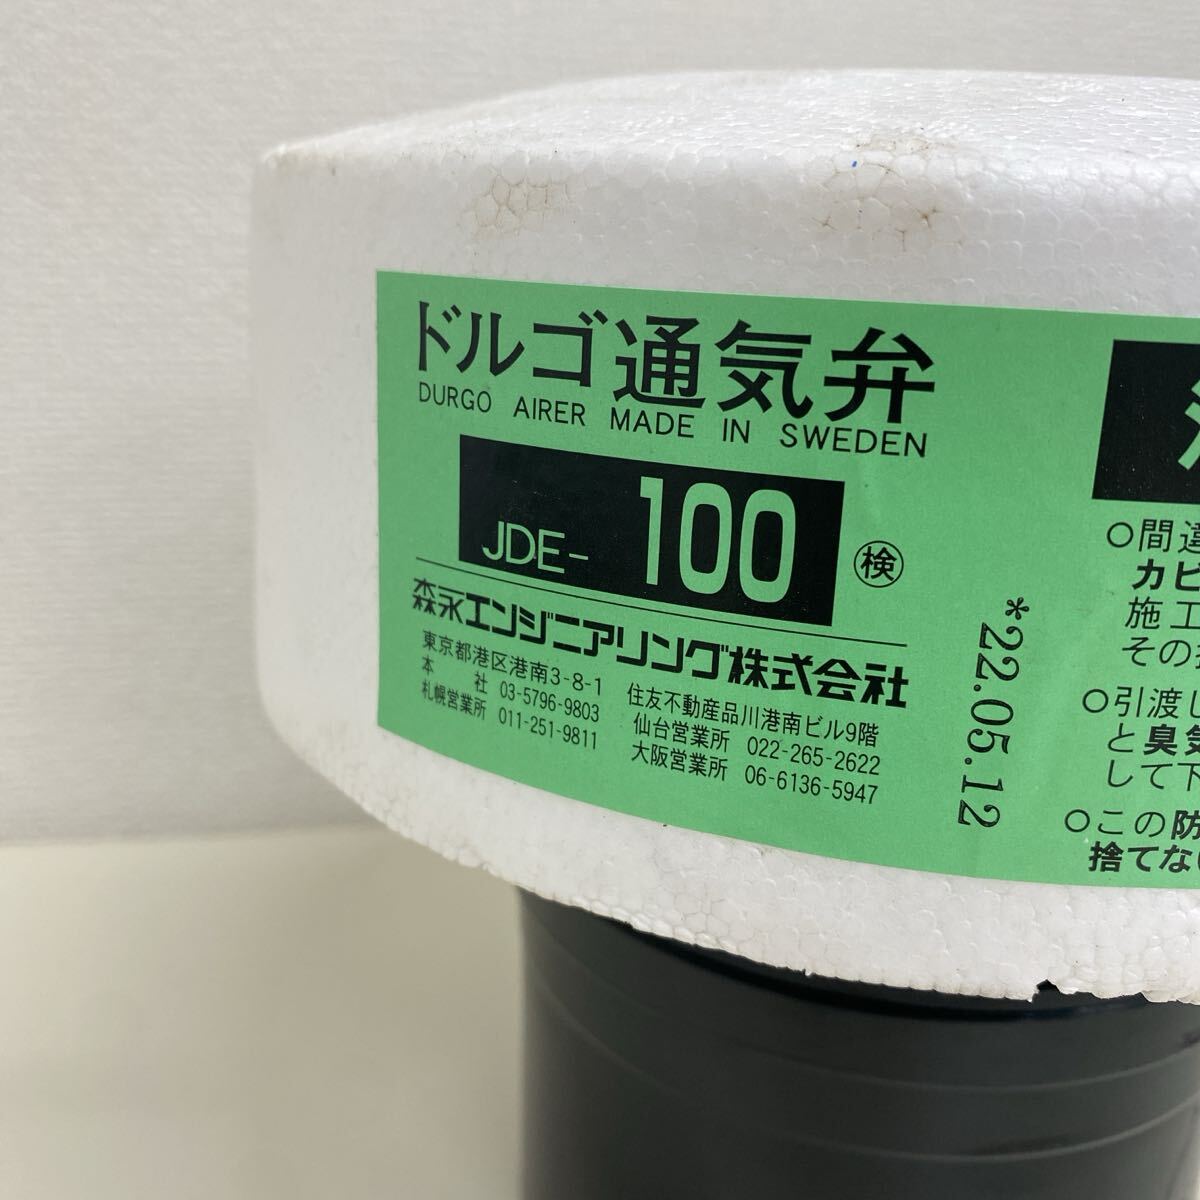 ドルゴ通気弁
DURGO AIRER MADE IN SWEDEN
JDE- 100 ㊬
森永エンジニアリング株式会社
東京都港区港南3-8-1 住友不動産品川港南ビル9階
本社 03-5796-9803 仙台営業所 022-265-2622
札幌営業所 011-251-9811 大阪営業所 06-6136-5947
*22.05.12
○間違
カビ
施工
その
○引渡し
と臭気
して下
○この防
捨てない